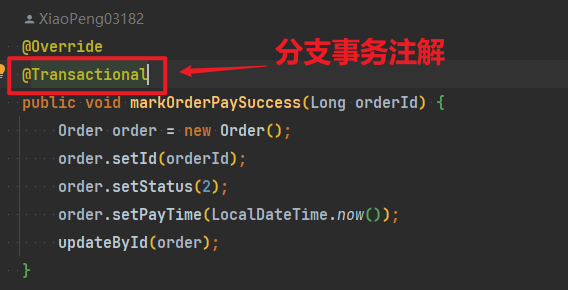 XiaoPeng03182
@Override
@Transactional
分支事务注解
public void markOrderPaySuccess(Long orderId) {
Order order = new Order();
order.setId(orderId);
order.setStatus(2);
order.setPayTime(LocalDateTime.now());
updateById(order);
}